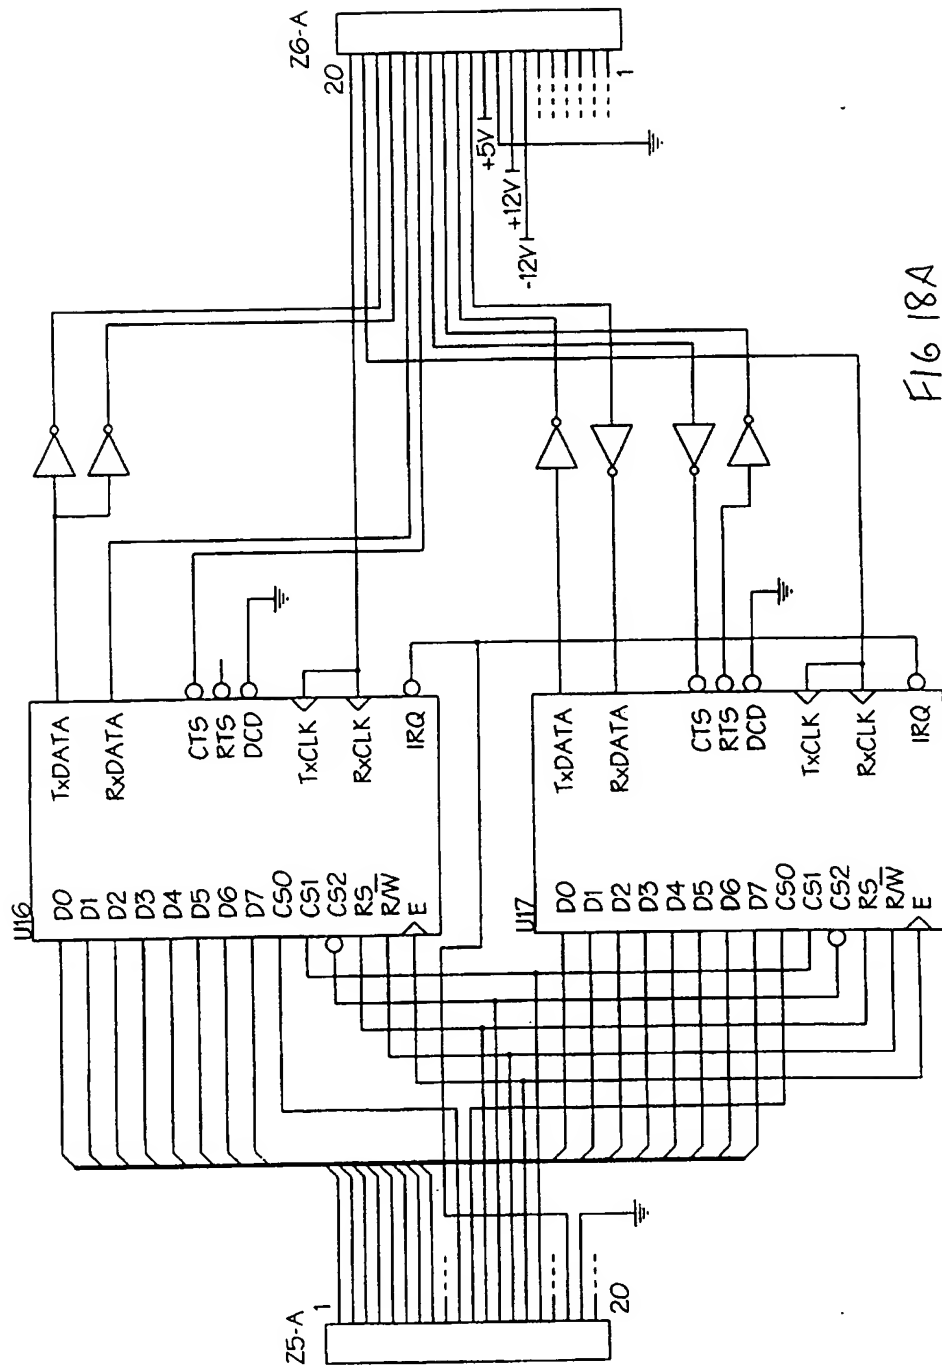 Z6-A
20
1
+5V
+12V
-12V
U16
D0
D1
D2
D3
D4
D5
D6
D7
CS0
CS1
CS2
RS
R/W̅
E
TxDATA
RxDATA
CTS
RTS
DCD
TxCLK
RxCLK
IRQ
U17
D0
D1
D2
D3
D4
D5
D6
D7
CS0
CS1
CS2
RS
R/W̅
E
TxDATA
RxDATA
CTS
RTS
DCD
TxCLK
RxCLK
IRQ
Z5-A
1
20
FIG 18A